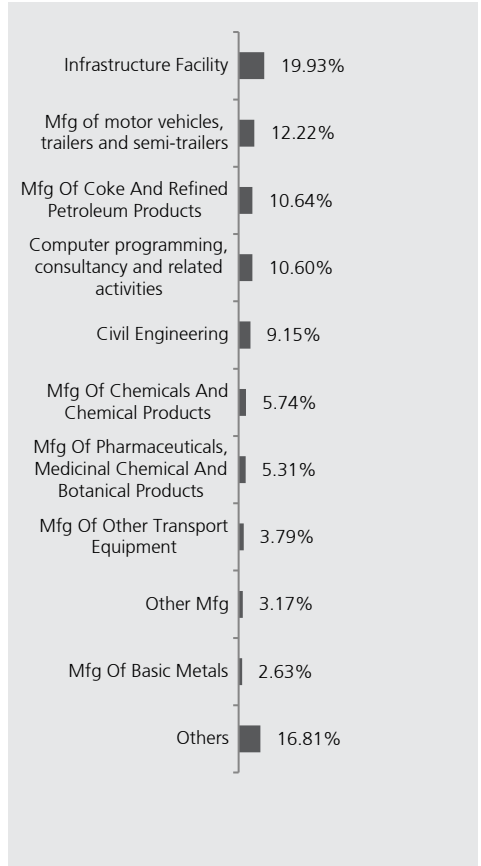 Infrastructure Facility 19.93%
Mfg of motor vehicles,
trailers and semi-trailers 12.22%
Mfg Of Coke And Refined
Petroleum Products 10.64%
Computer programming,
consultancy and related
activities 10.60%
Civil Engineering 9.15%
Mfg Of Chemicals And
Chemical Products 5.74%
Mfg Of Pharmaceuticals,
Medicinal Chemical And
Botanical Products 5.31%
Mfg Of Other Transport
Equipment 3.79%
Other Mfg 3.17%
Mfg Of Basic Metals 2.63%
Others 16.81%